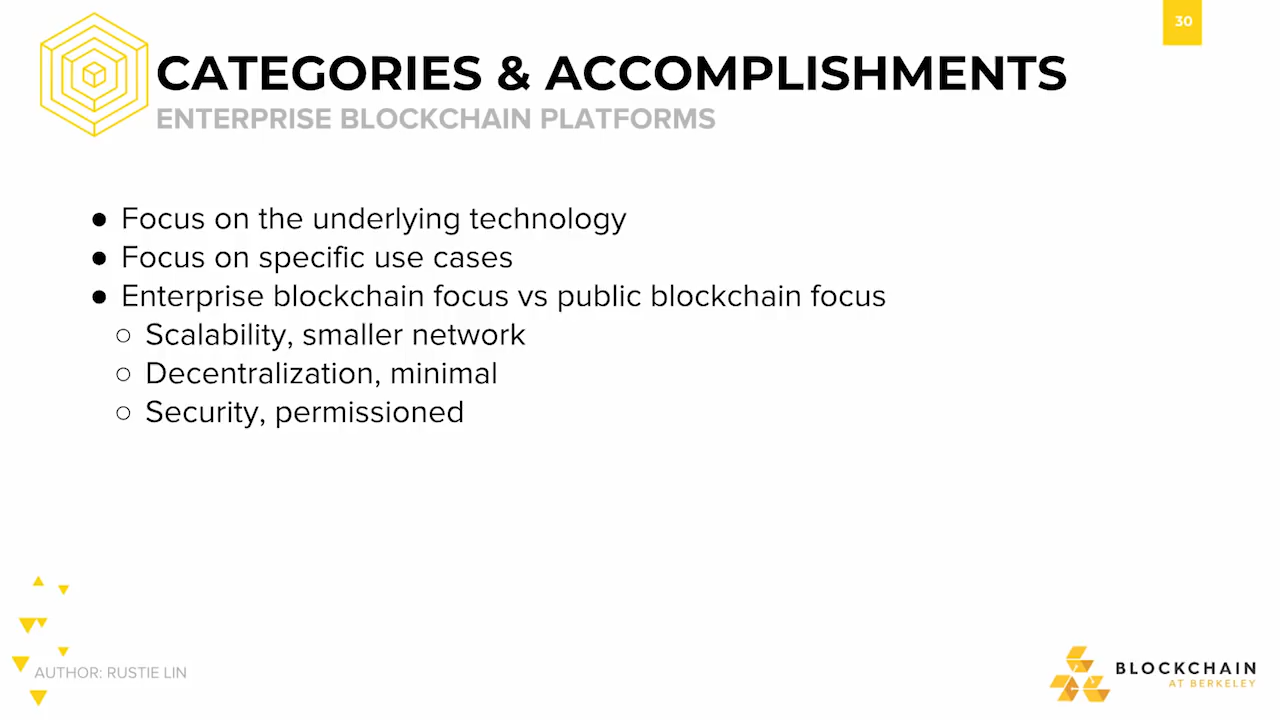 30
CATEGORIES & ACCOMPLISHMENTS
ENTERPRISE BLOCKCHAIN PLATFORMS
● Focus on the underlying technology
● Focus on specific use cases
● Enterprise blockchain focus vs public blockchain focus
○ Scalability, smaller network
○ Decentralization, minimal
○ Security, permissioned
AUTHOR: RUSTIE LIN
BLOCKCHAIN
AT BERKELEY